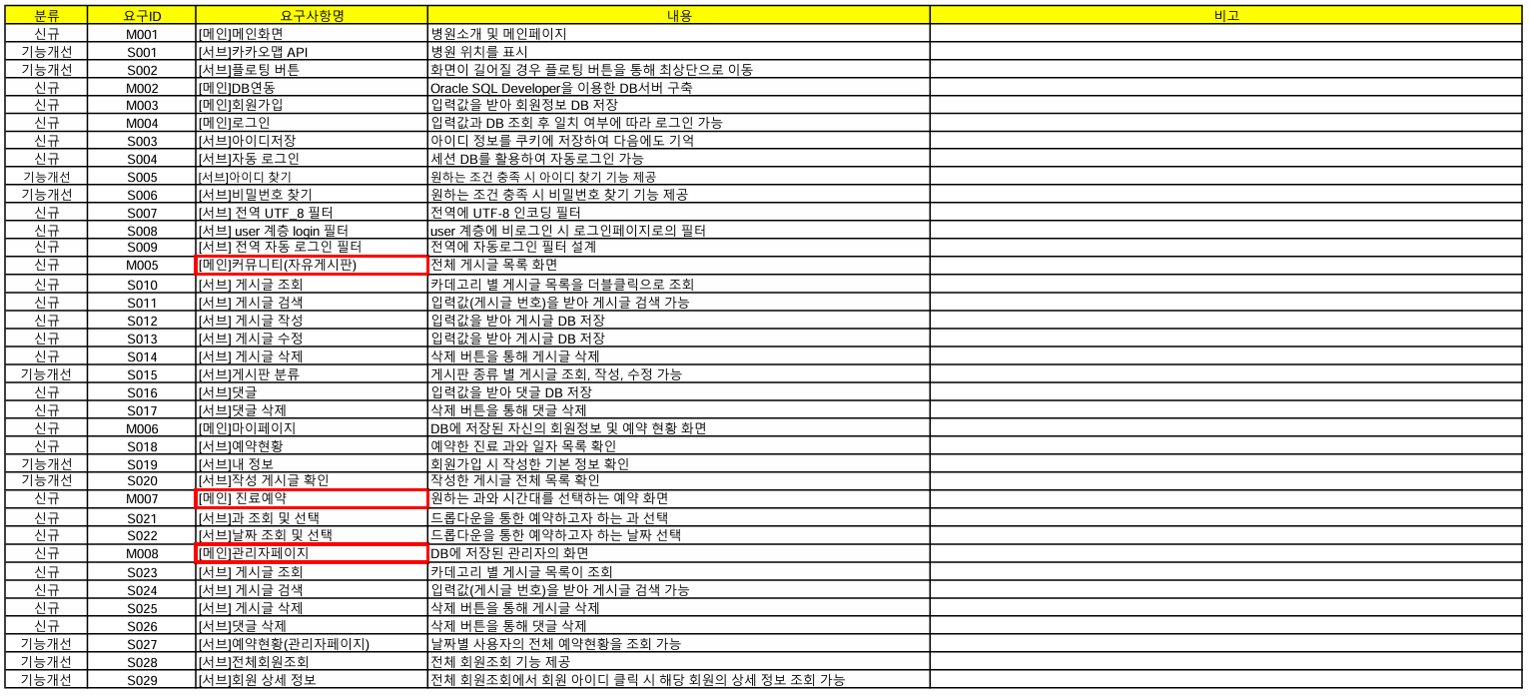 분류 요구ID 요구사항명 내용 비고
신규 M001 [메인]메인화면 병원소개 및 메인페이지
기능개선 S001 [서브]카카오맵 API 병원 위치를 표시
기능개선 S002 [서브]플로팅 버튼 화면이 길어질 경우 플로팅 버튼을 통해 최상단으로 이동
신규 M002 [메인]DB연동 Oracle SQL Developer을 이용한 DB서버 구축
신규 M003 [메인]회원가입 입력값을 받아 회원정보 DB 저장
신규 M004 [메인]로그인 입력값과 DB 조회 후 일치 여부에 따라 로그인 가능
신규 S003 [서브]아이디저장 아이디 정보를 쿠키에 저장하여 다음에도 기억
신규 S004 [서브]자동 로그인 세션 DB를 활용하여 자동로그인 가능
기능개선 S005 [서브]아이디 찾기 원하는 조건 충족 시 아이디 찾기 기능 제공
기능개선 S006 [서브]비밀번호 찾기 원하는 조건 충족 시 비밀번호 찾기 기능 제공
신규 S007 [서브] 전역 UTF_8 필터 전역에 UTF-8 인코딩 필터
신규 S008 [서브] user 계층 login 필터 user 계층에 비로그인 시 로그인페이지로의 필터
신규 S009 [서브] 전역 자동 로그인 필터 전역에 자동로그인 필터 설계
신규 M005 [메인]커뮤니티(자유게시판) 전체 게시글 목록 화면
신규 S010 [서브] 게시글 조회 카데고리 별 게시글 목록을 더블클릭으로 조회
신규 S011 [서브] 게시글 검색 입력값(게시글 번호)을 받아 게시글 검색 가능
신규 S012 [서브] 게시글 작성 입력값을 받아 게시글 DB 저장
신규 S013 [서브] 게시글 수정 입력값을 받아 게시글 DB 저장
신규 S014 [서브] 게시글 삭제 삭제 버튼을 통해 게시글 삭제
기능개선 S015 [서브]게시판 분류 게시판 종류 별 게시글 조회, 작성, 수정 가능
신규 S016 [서브]댓글 입력값을 받아 댓글 DB 저장
신규 S017 [서브]댓글 삭제 삭제 버튼을 통해 댓글 삭제
신규 M006 [메인]마이페이지 DB에 저장된 자신의 회원정보 및 예약 현황 화면
신규 S018 [서브]예약현황 예약한 진료 과와 일자 목록 확인
기능개선 S019 [서브]내 정보 회원가입 시 작성한 기본 정보 확인
기능개선 S020 [서브]작성 게시글 확인 작성한 게시글 전체 목록 확인
신규 M007 [메인] 진료예약 원하는 과와 시간대를 선택하는 예약 화면
신규 S021 [서브]과 조회 및 선택 드롭다운을 통한 예약하고자 하는 과 선택
신규 S022 [서브]날짜 조회 및 선택 드롭다운을 통한 예약하고자 하는 날짜 선택
신규 M008 [메인]관리자페이지 DB에 저장된 관리자의 화면
신규 S023 [서브] 게시글 조회 카데고리 별 게시글 목록이 조회
신규 S024 [서브] 게시글 검색 입력값(게시글 번호)을 받아 게시글 검색 가능
신규 S025 [서브] 게시글 삭제 삭제 버튼을 통해 게시글 삭제
신규 S026 [서브]댓글 삭제 삭제 버튼을 통해 댓글 삭제
기능개선 S027 [서브]예약현황(관리자페이지) 날짜별 사용자의 전체 예약현황을 조회 가능
기능개선 S028 [서브]전체회원조회 전체 회원조회 기능 제공
기능개선 S029 [서브]회원 상세 정보 전체 회원조회에서 회원 아이디 클릭 시 해당 회원의 상세 정보 조회 가능